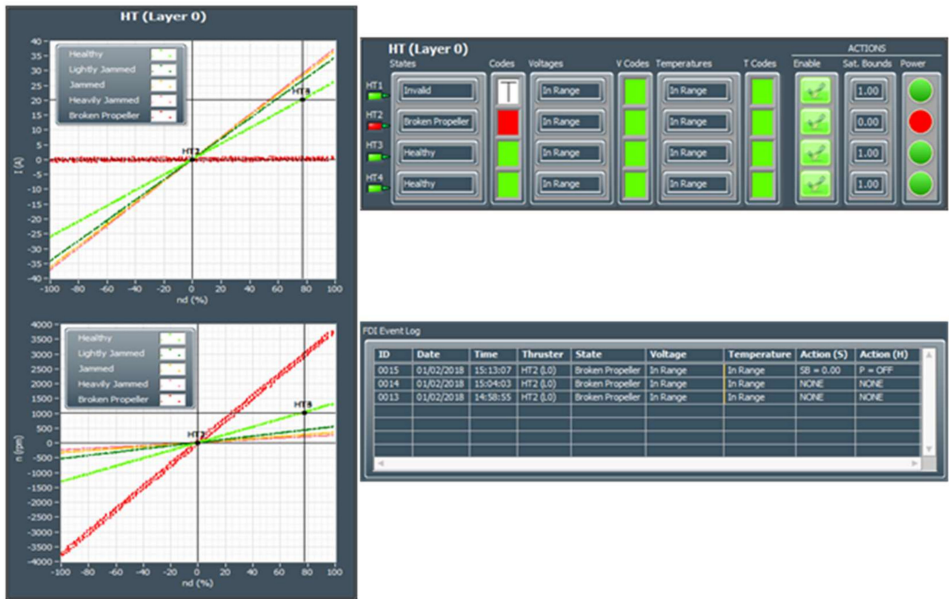 HT (Layer 0)
Healthy
Lightly Jammed
Jammed
Heavily Jammed
Broken Propeller
40
35
30
25
20
15
10
5
0
-5
-10
-15
-20
-25
-30
-35
-40
I (A)
HT2
-100 -80 -60 -40 -20 0 20 40 60 80 100
nd (%)
Healthy
Lightly Jammed
Jammed
Heavily Jammed
Broken Propeller
4000
3500
3000
2500
2000
1500
1000
500
0
-500
-1000
-1500
-2000
-2500
-3000
-3500
-4000
n (rpm)
-100 -80 -60 -40 -20 0 20 40 60 80 100
nd (%)
HT (Layer 0)
ACTIONS
States Codes Voltages V Codes Temperatures T Codes Enable Sat. Bounds Power
HT1 Invalid T In Range In Range 1.00
HT2 Broken Propeller In Range In Range 0.00
HT3 Healthy In Range In Range 1.00
HT4 Healthy In Range In Range 1.00
FDI Event Log
ID Date Time Thruster State Voltage Temperature Action (S) Action (H)
0015 01/02/2018 15:13:07 HT2 (L0) Broken Propeller In Range In Range SB = 0.00 P = OFF
0014 01/02/2018 15:04:03 HT2 (L0) Broken Propeller In Range In Range NONE NONE
0013 01/02/2018 14:58:55 HT2 (L0) Broken Propeller In Range In Range NONE NONE